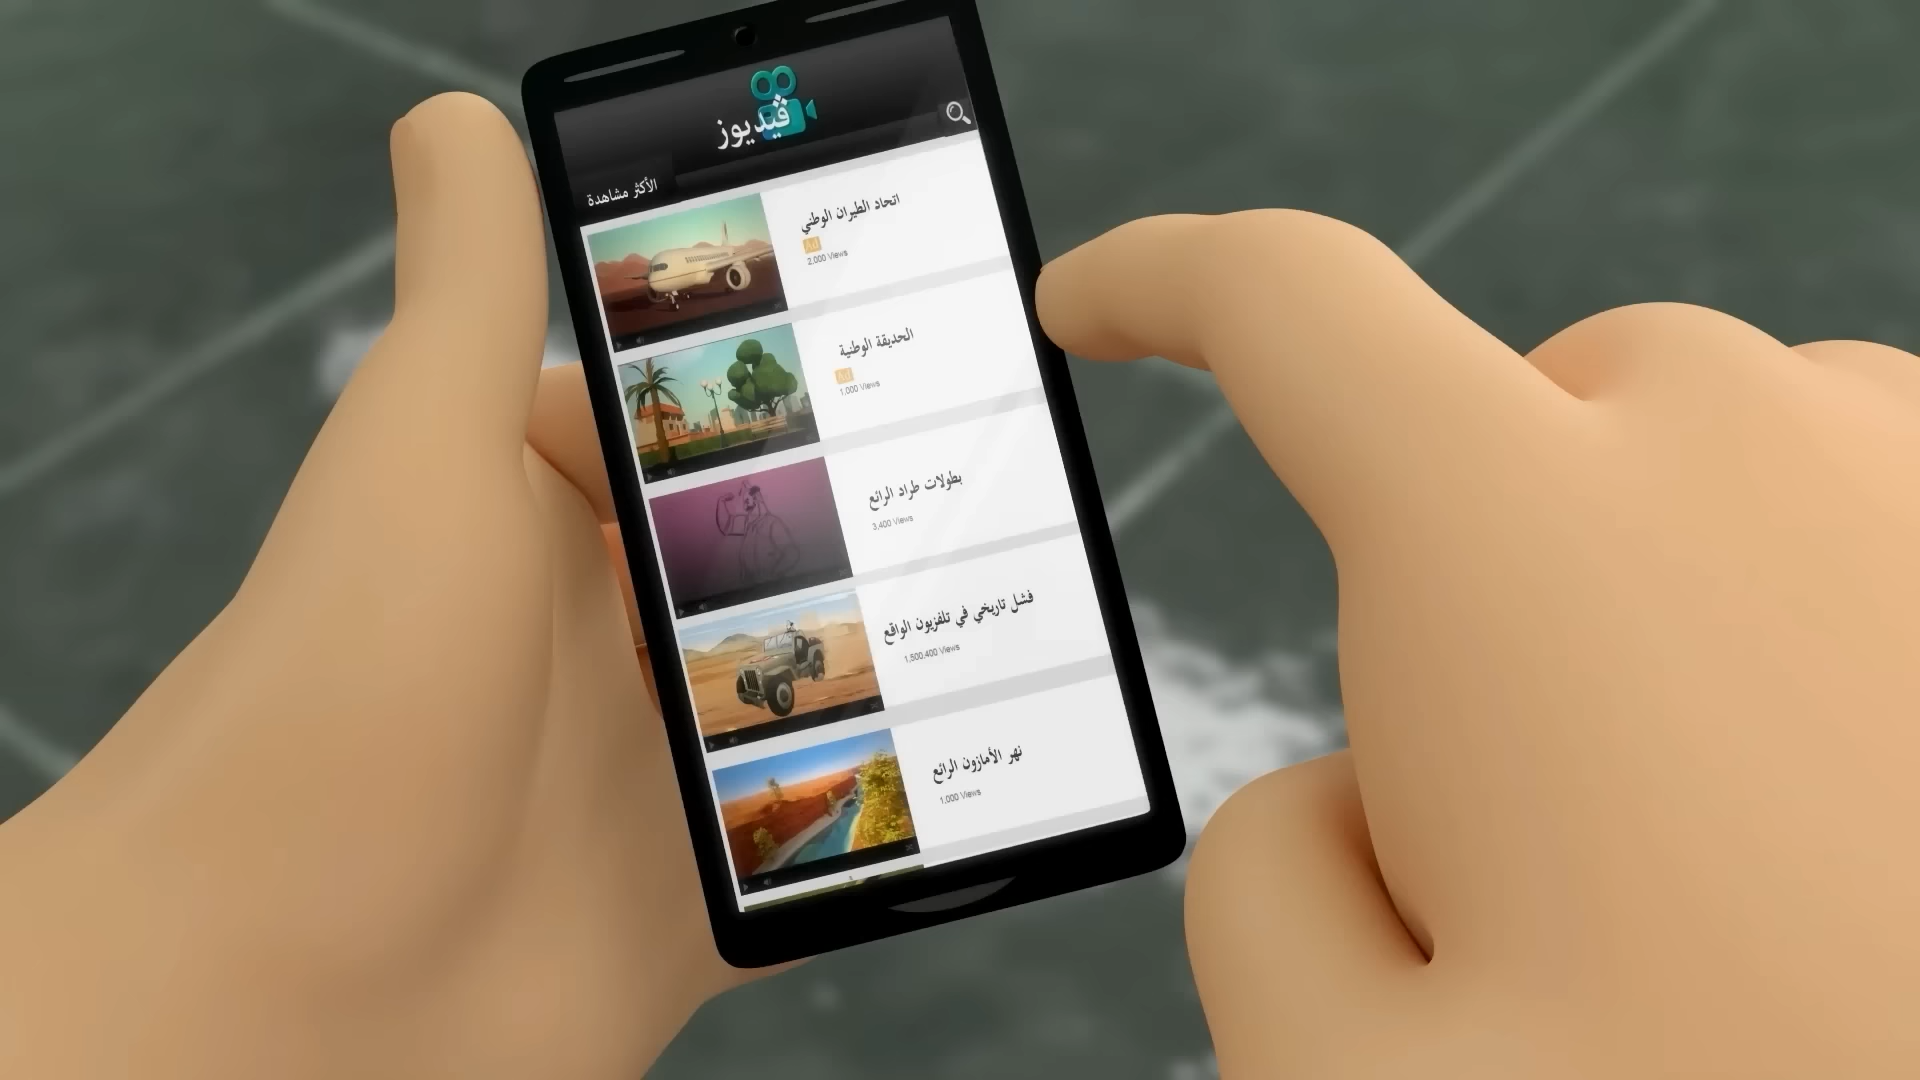 ڤيديوز
الأكثر مشاهدة
اتحاد الطيران الوطني
Ad
2,000 Views
الحديقة الوطنية
Ad
1,000 Views
بطولات طراد الرائع
3,400 Views
فشل تاريخي في تلفزيون الواقع
1,500,400 Views
نهر الأمازون الرائع
1,000 Views